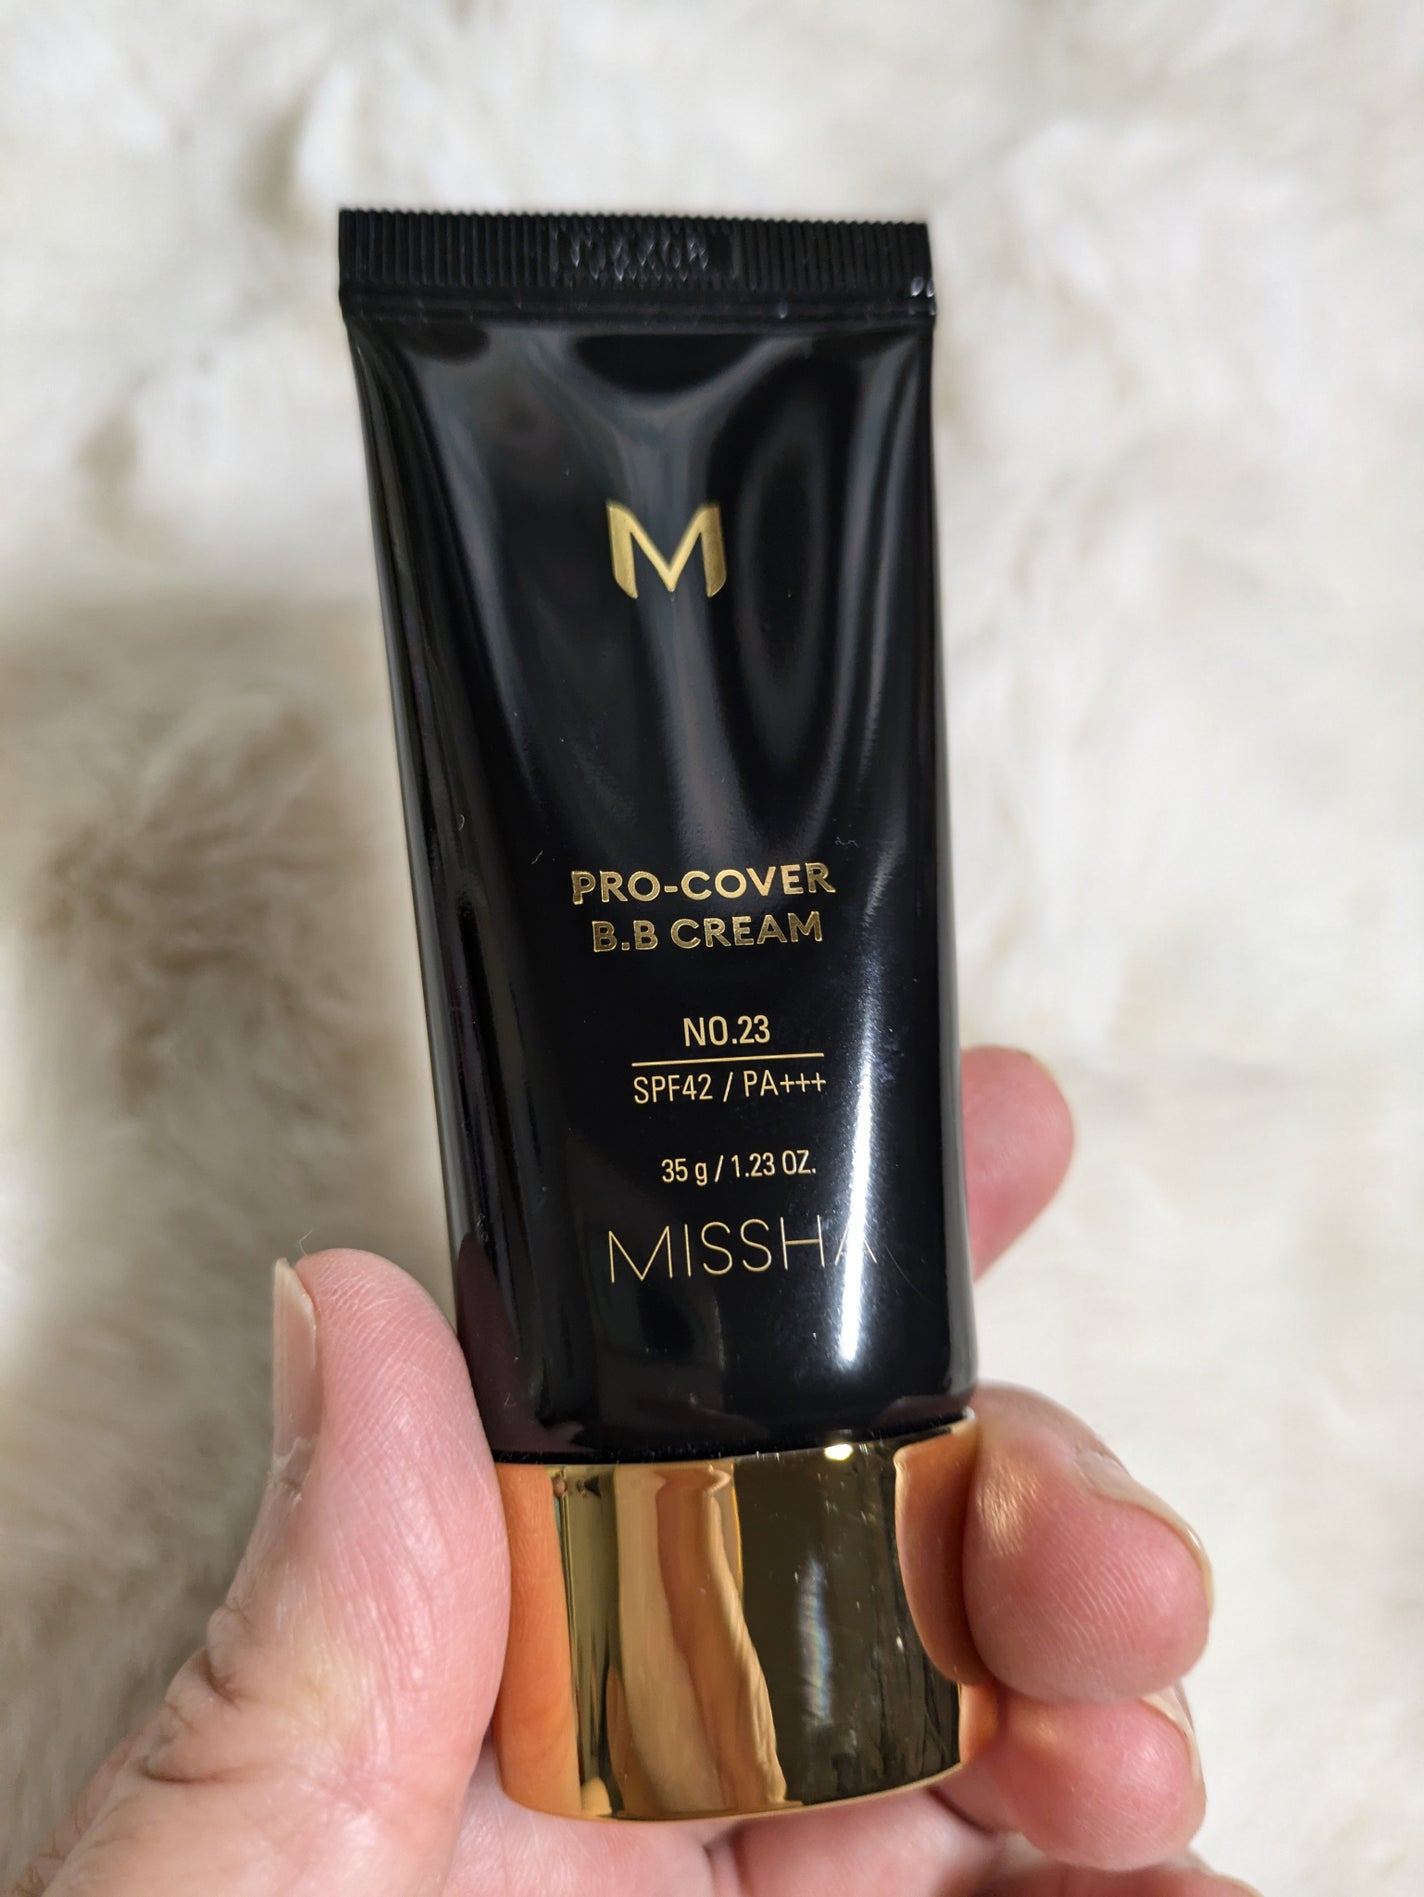 M
PRO-COVER
B.B CREAM
NO.23
SPF42 / PA+++
35 g / 1.23 OZ.
MISSHA